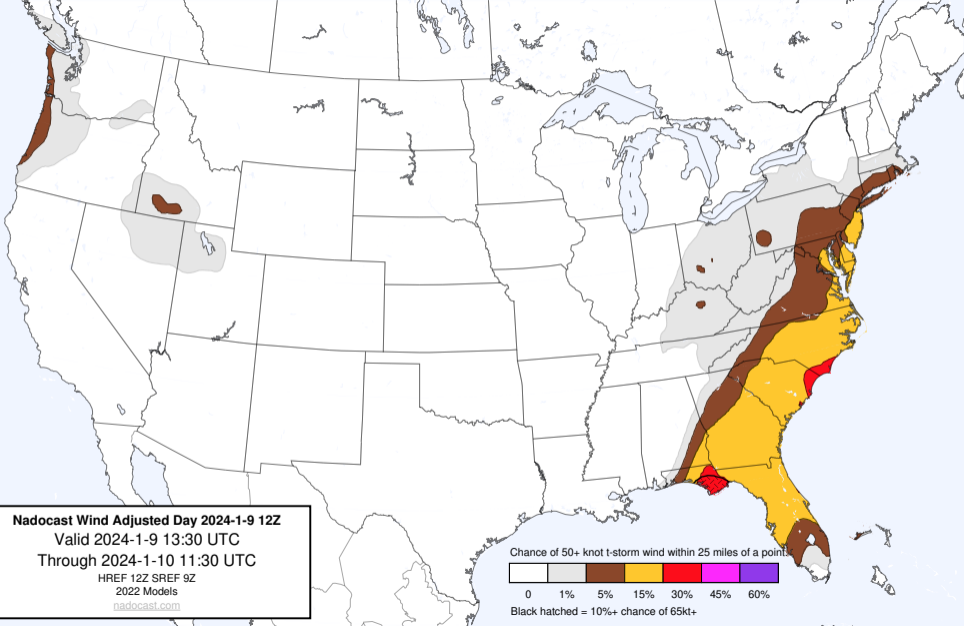 Nadocast Wind Adjusted Day 2024-1-9 12Z
Valid 2024-1-9 13:30 UTC
Through 2024-1-10 11:30 UTC
HREF 12Z SREF 9Z
2022 Models
nadocast.com
Chance of 50+ knot t-storm wind within 25 miles of a point.
0 1% 5% 15% 30% 45% 60%
Black hatched = 10%+ chance of 65kt+